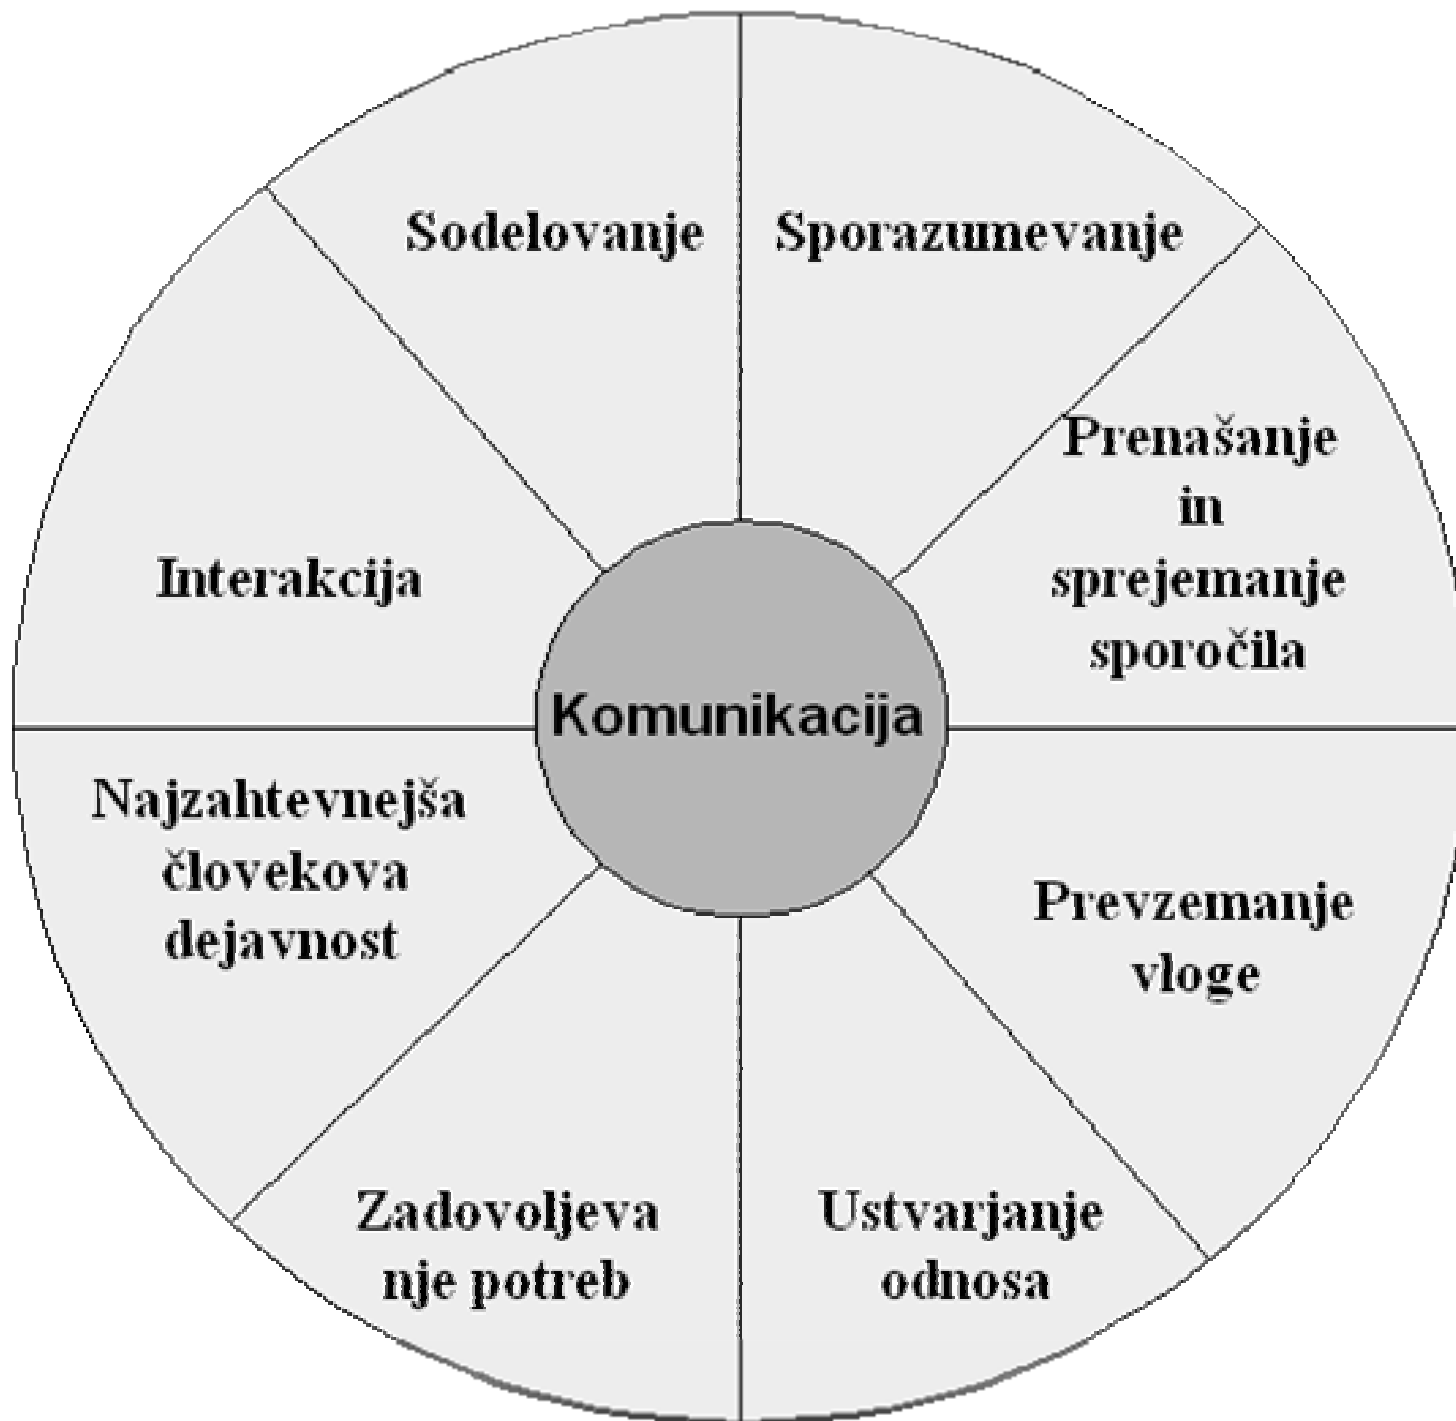 Sodelovanje
Sporazumevanje
Prenašanje
in
sprejemanje
sporočila
Interakcija
Komunikacija
Najzahtevnejša
človekova
dejavnost
Prevzemanje
vloge
Zadovoljeva
nje potreb
Ustvarjanje
odnosa